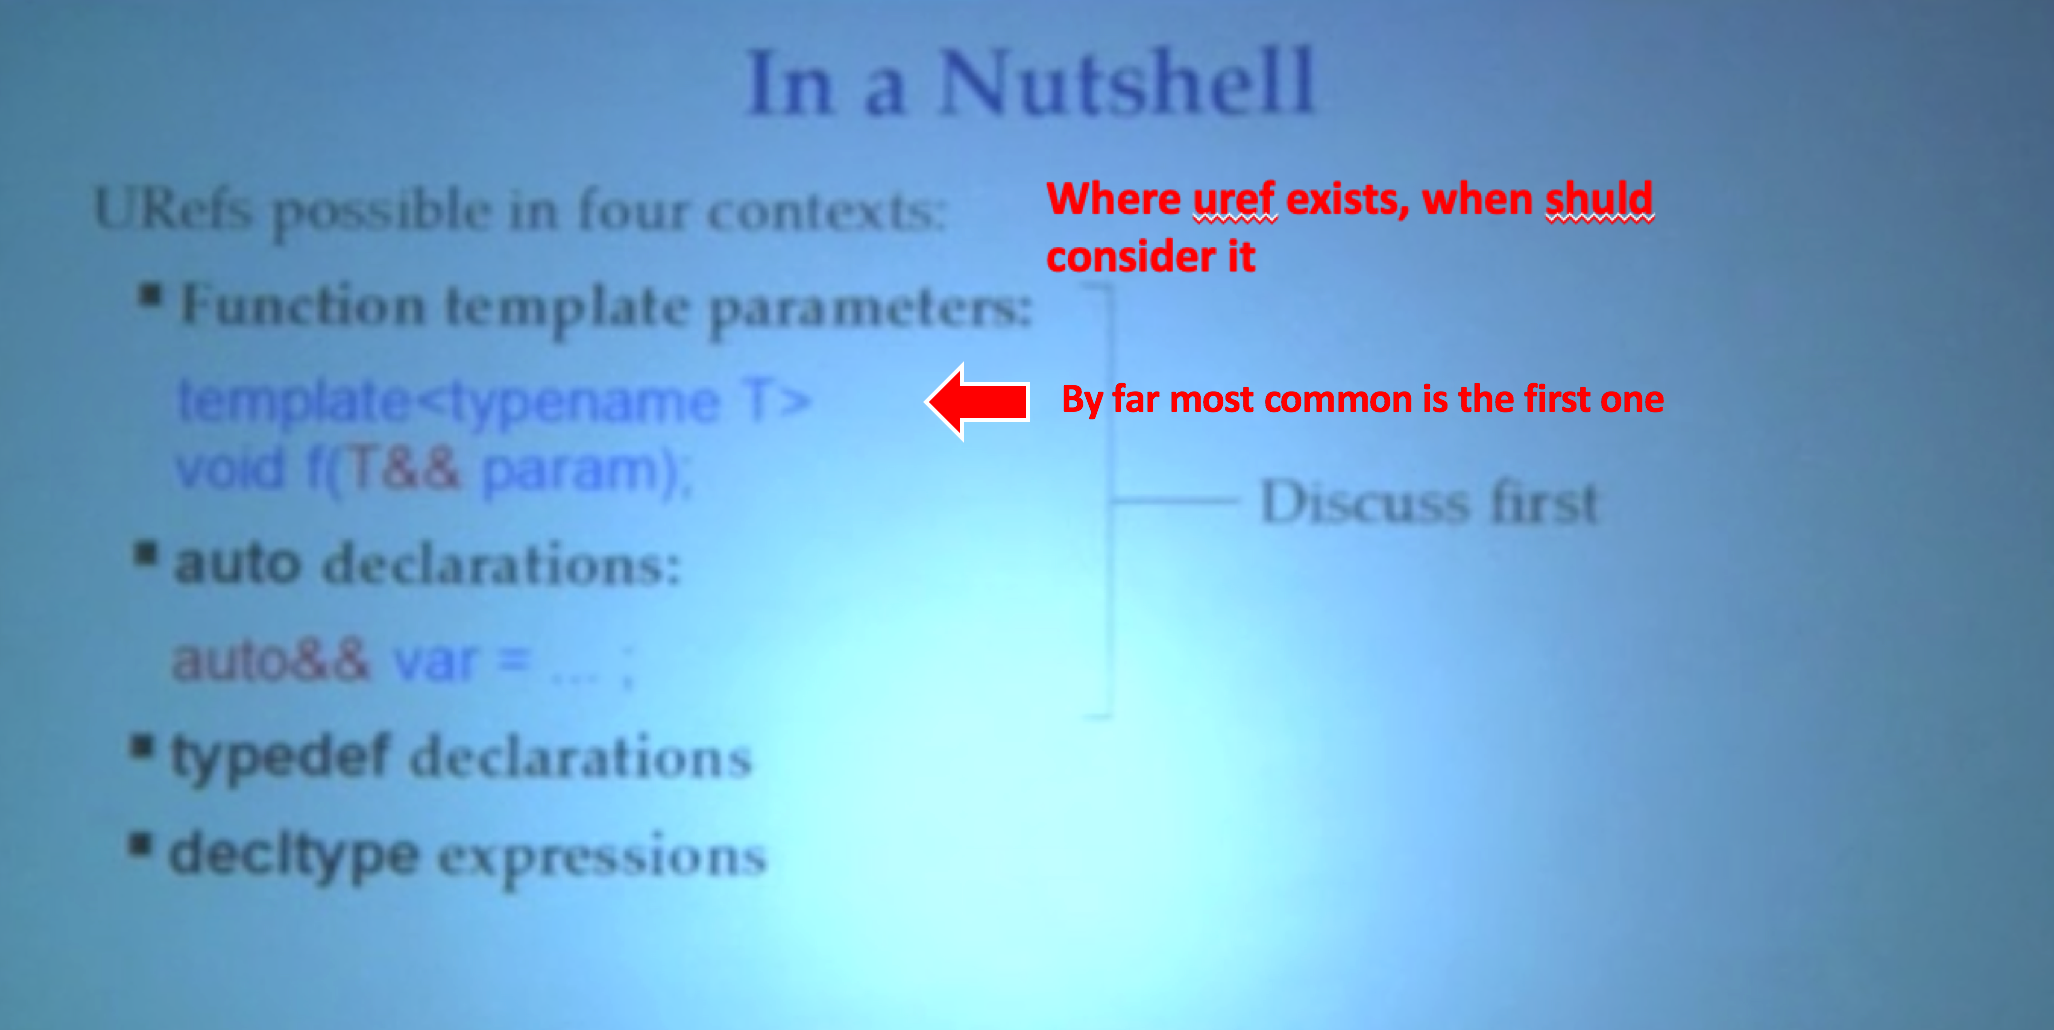 In a Nutshell
URefs possible in four contexts:
Where uref exists, when shuld
consider it
▪ Function template parameters:
template<typename T>
void f(T&& param);
By far most common is the first one
Discuss first
▪ auto declarations:
auto&& var = ... ;
▪ typedef declarations
▪ decltype expressions